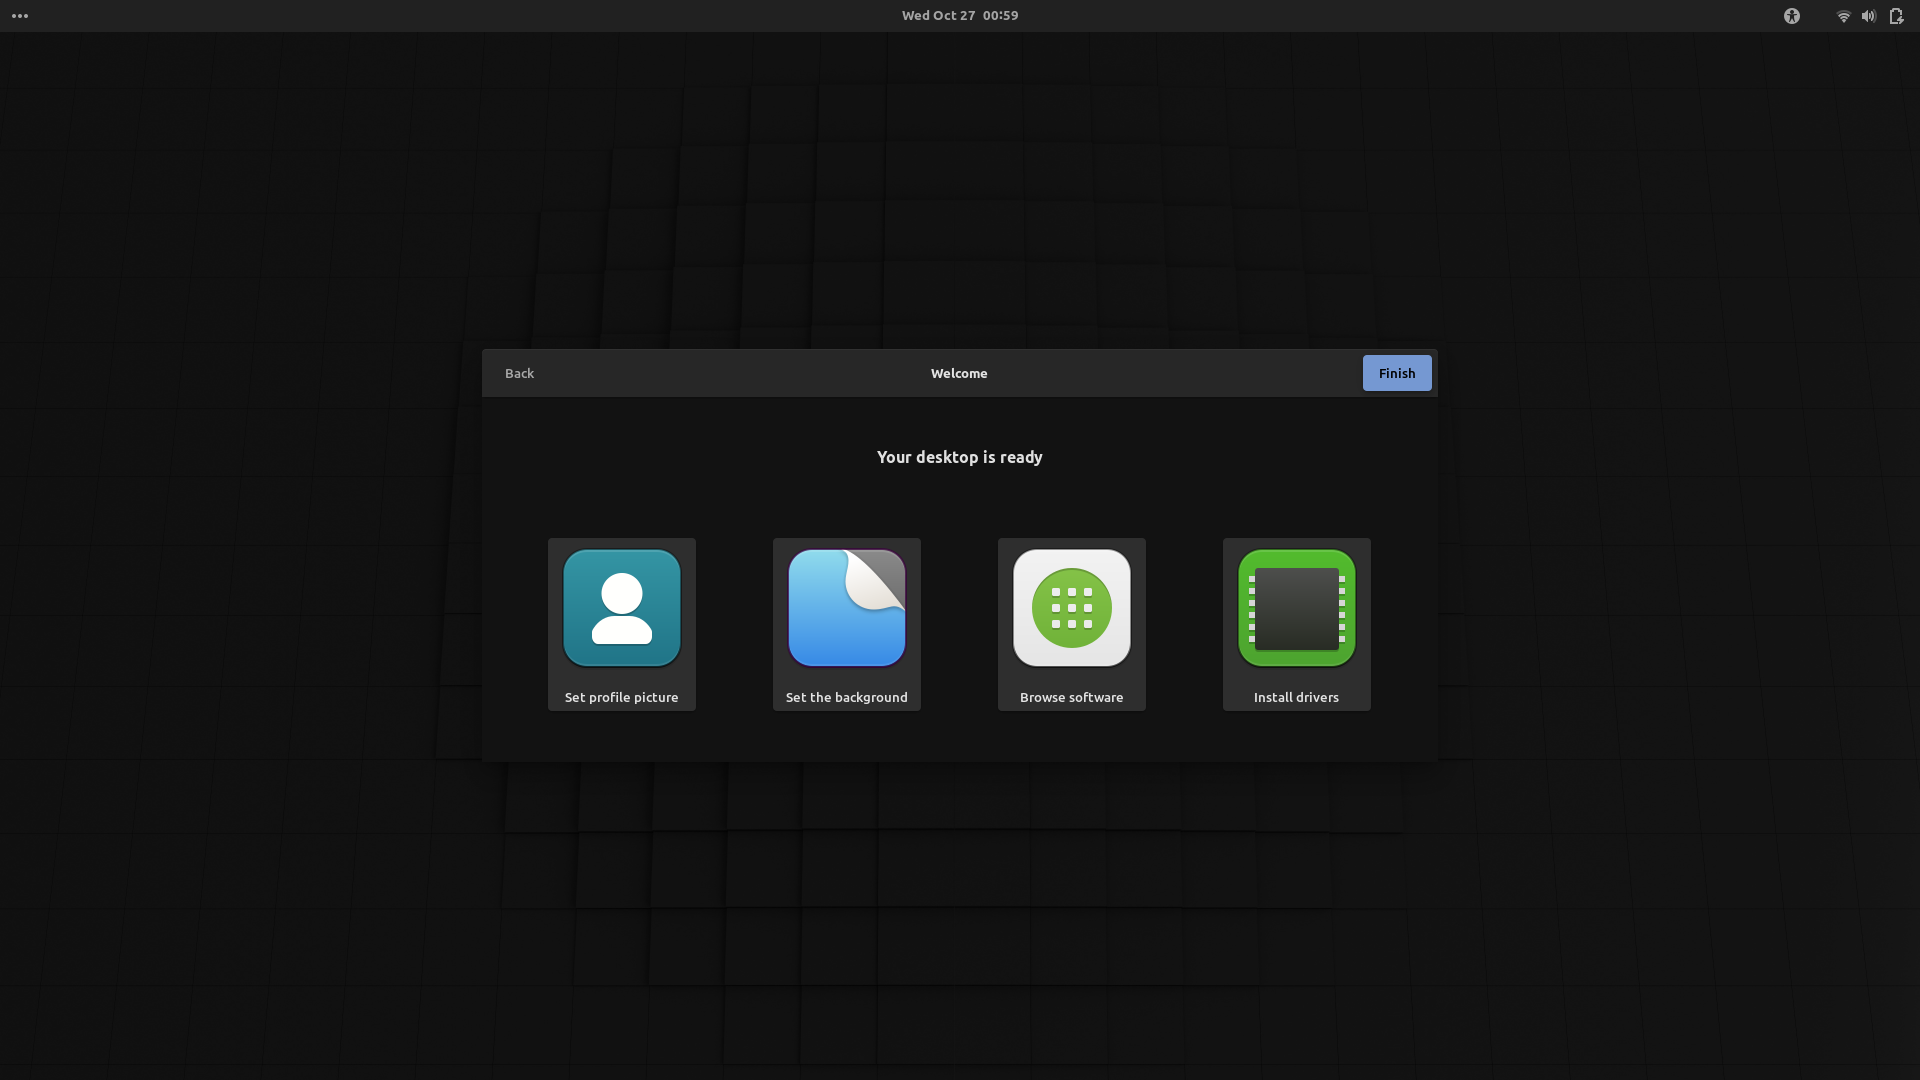 Wed Oct 27 00:59
Back
Welcome
Finish
Your desktop is ready
Set profile picture
Set the background
Browse software
Install drivers